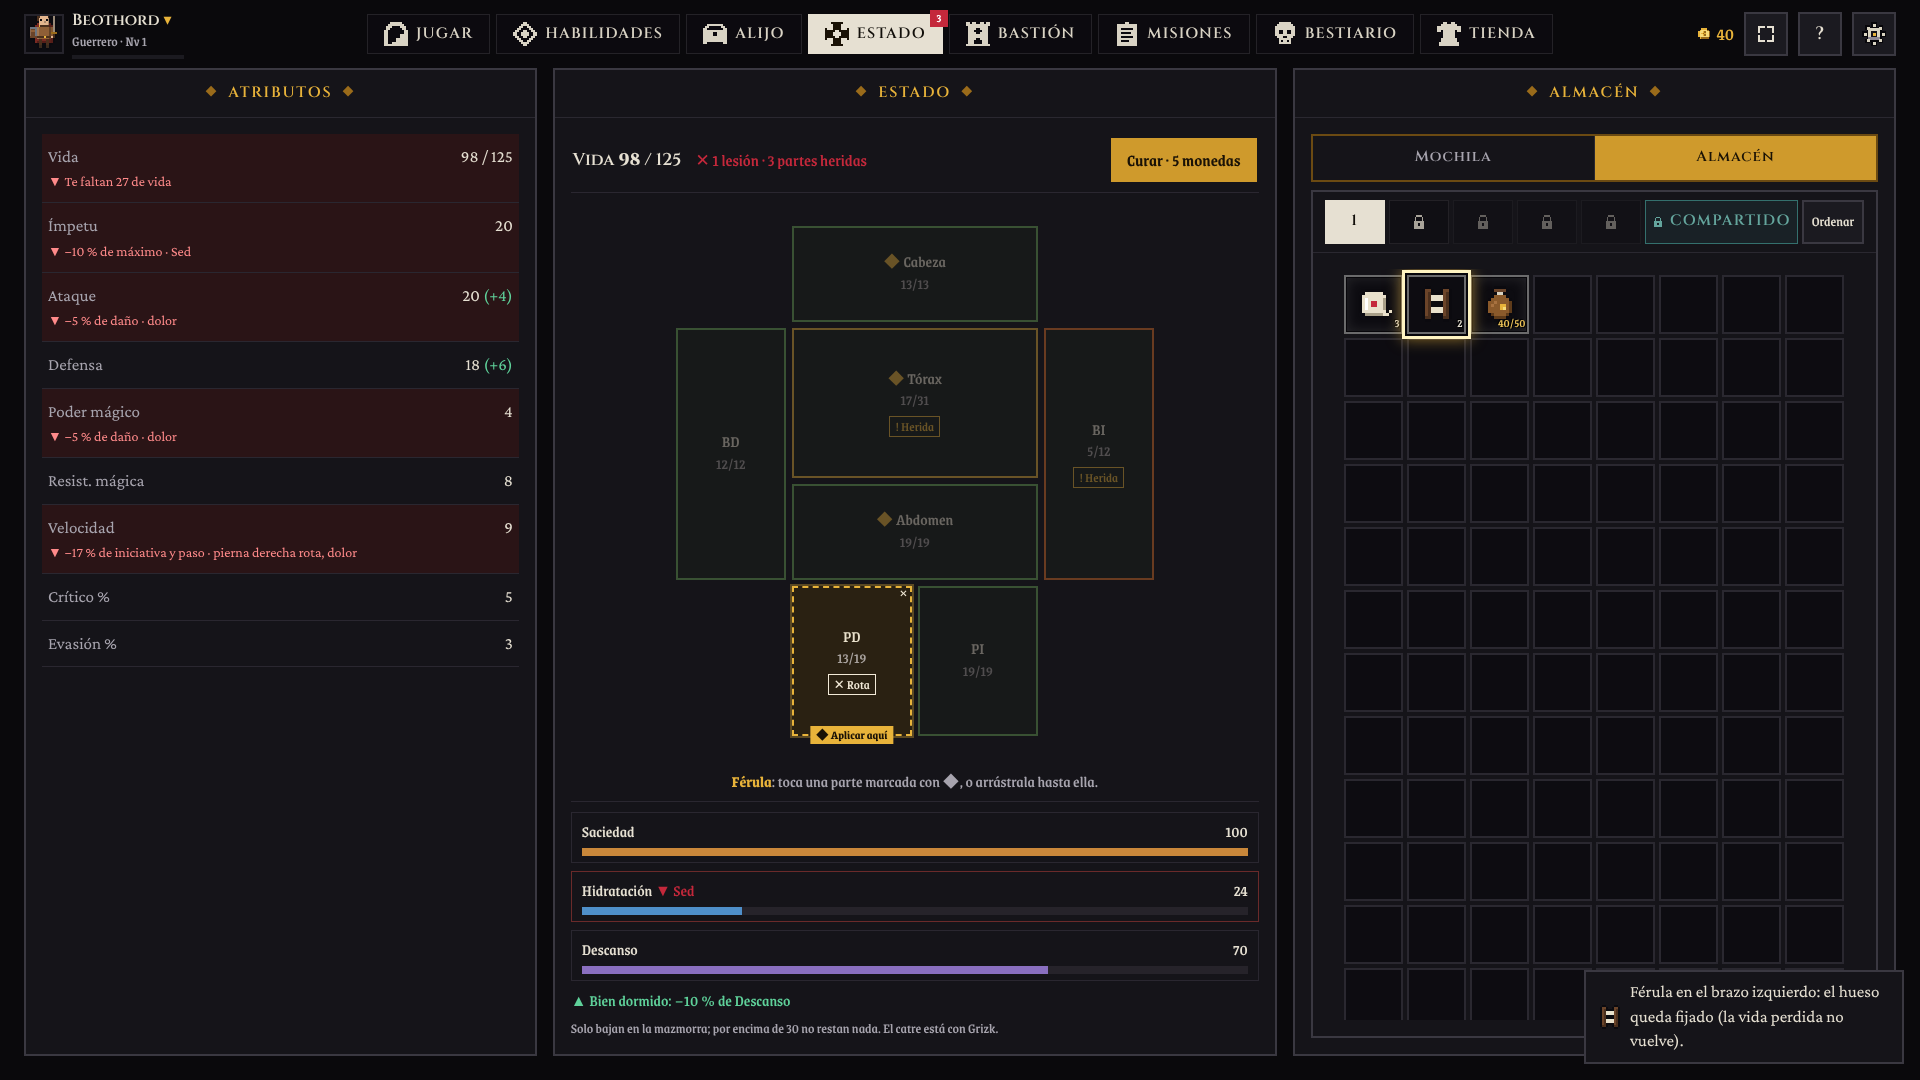 BEOTHORD ▼
Guerrero · Nv 1
JUGAR
HABILIDADES
ALIJO
ESTADO
3
BASTIÓN
MISIONES
BESTIARIO
TIENDA
40
?
ATRIBUTOS
Vida 98 / 125
▼ Te faltan 27 de vida
Ímpetu 20
▼ −10 % de máximo · Sed
Ataque 20 (+4)
▼ −5 % de daño · dolor
Defensa 18 (+6)
Poder mágico 4
▼ −5 % de daño · dolor
Resist. mágica 8
Velocidad 9
▼ −17 % de iniciativa y paso · pierna derecha rota, dolor
Crítico % 5
Evasión % 3
ESTADO
VIDA 98 / 125 ✕ 1 lesión · 3 partes heridas
Curar · 5 monedas
◆ Cabeza
13/13
◆ Tórax
17/31
! Herida
BD
12/12
BI
5/12
! Herida
◆ Abdomen
19/19
✕
PD
13/19
✕ Rota
◆ Aplicar aquí
PI
19/19
Férula: toca una parte marcada con ◆, o arrástrala hasta ella.
Saciedad 100
Hidratación ▼ Sed 24
Descanso 70
▲ Bien dormido: −10 % de Descanso
Solo bajan en la mazmorra; por encima de 30 no restan nada. El catre está con Grizk.
ALMACÉN
MOCHILA
ALMACÉN
1
COMPARTIDO
Ordenar
3
2
40/50
Férula en el brazo izquierdo: el hueso
queda fijado (la vida perdida no
vuelve).